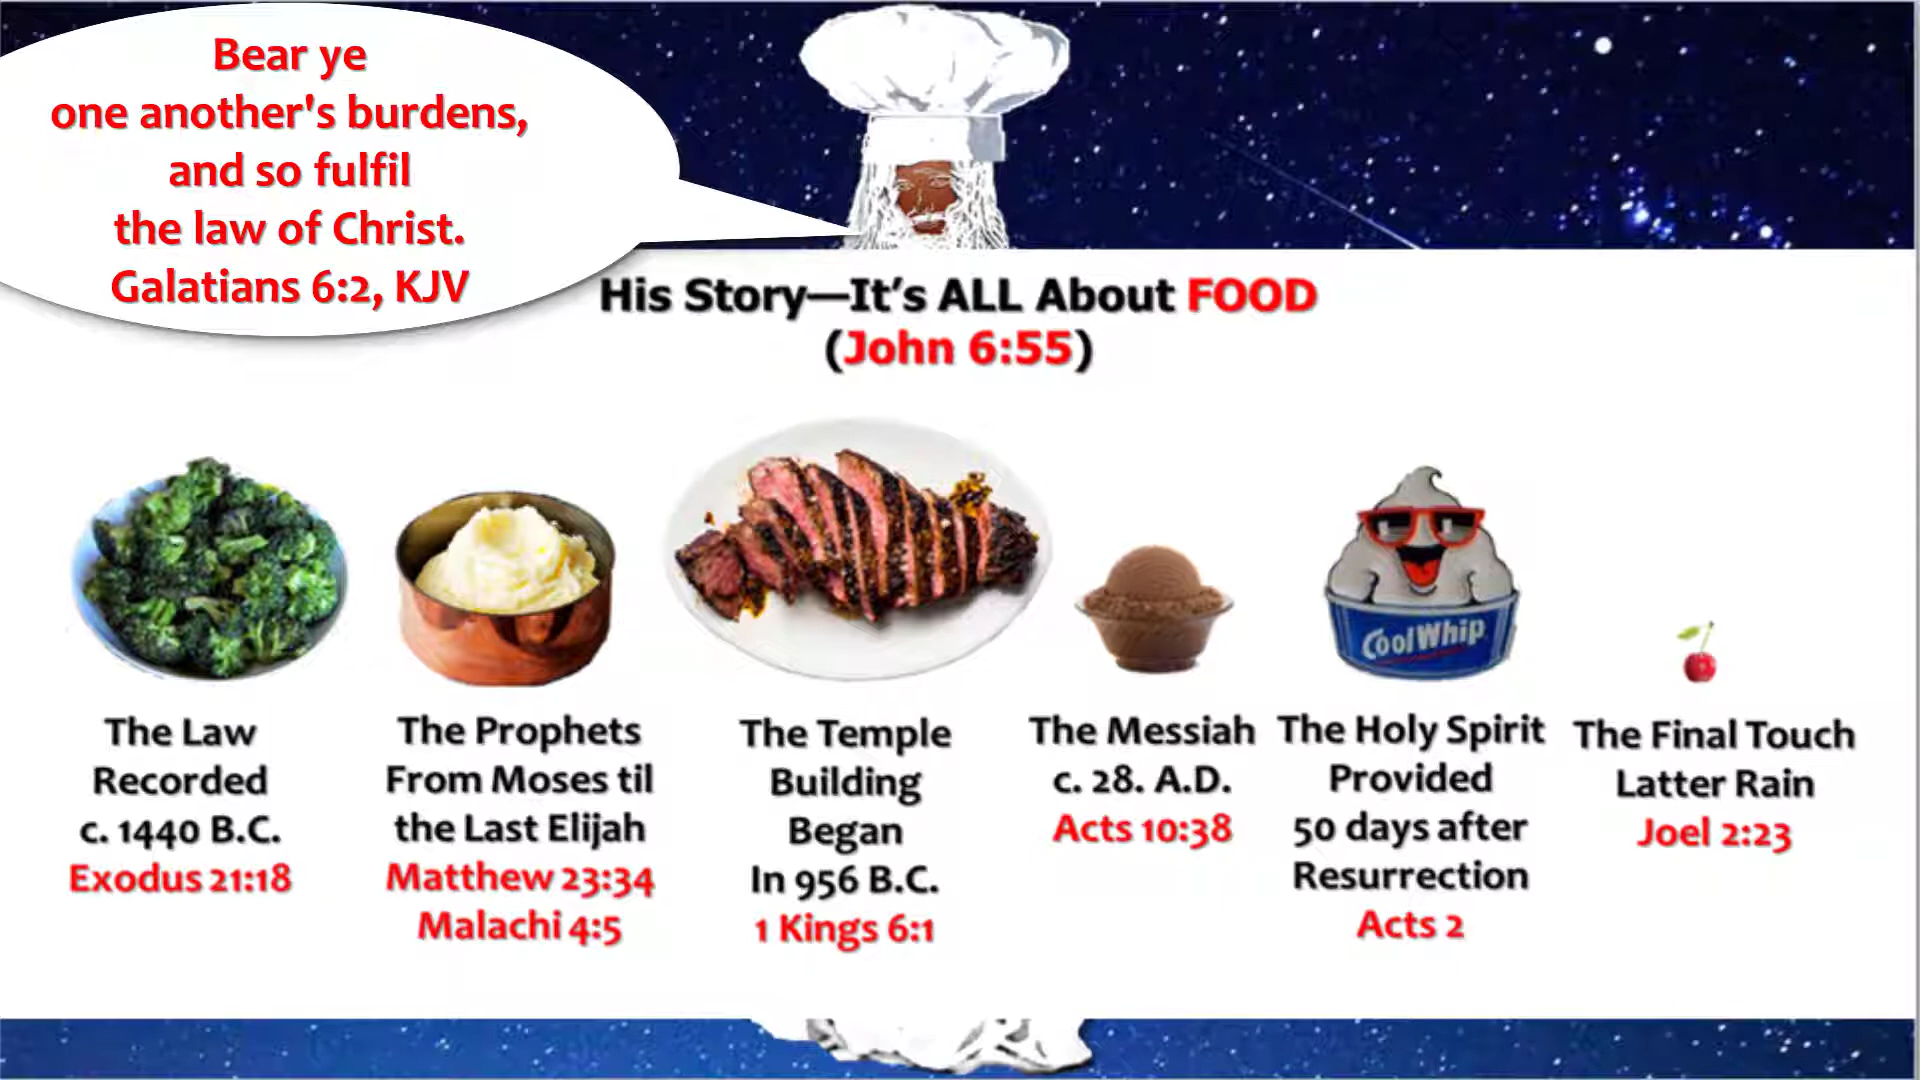 Bear ye
one another's burdens,
and so fulfil
the law of Christ.
Galatians 6:2, KJV
His Story—It's ALL About FOOD
(John 6:55)
CoolWhip
The Law
Recorded
c. 1440 B.C.
Exodus 21:18
The Prophets
From Moses til
the Last Elijah
Matthew 23:34
Malachi 4:5
The Temple
Building
Began
In 956 B.C.
1 Kings 6:1
The Messiah
c. 28. A.D.
Acts 10:38
The Holy Spirit
Provided
50 days after
Resurrection
Acts 2
The Final Touch
Latter Rain
Joel 2:23